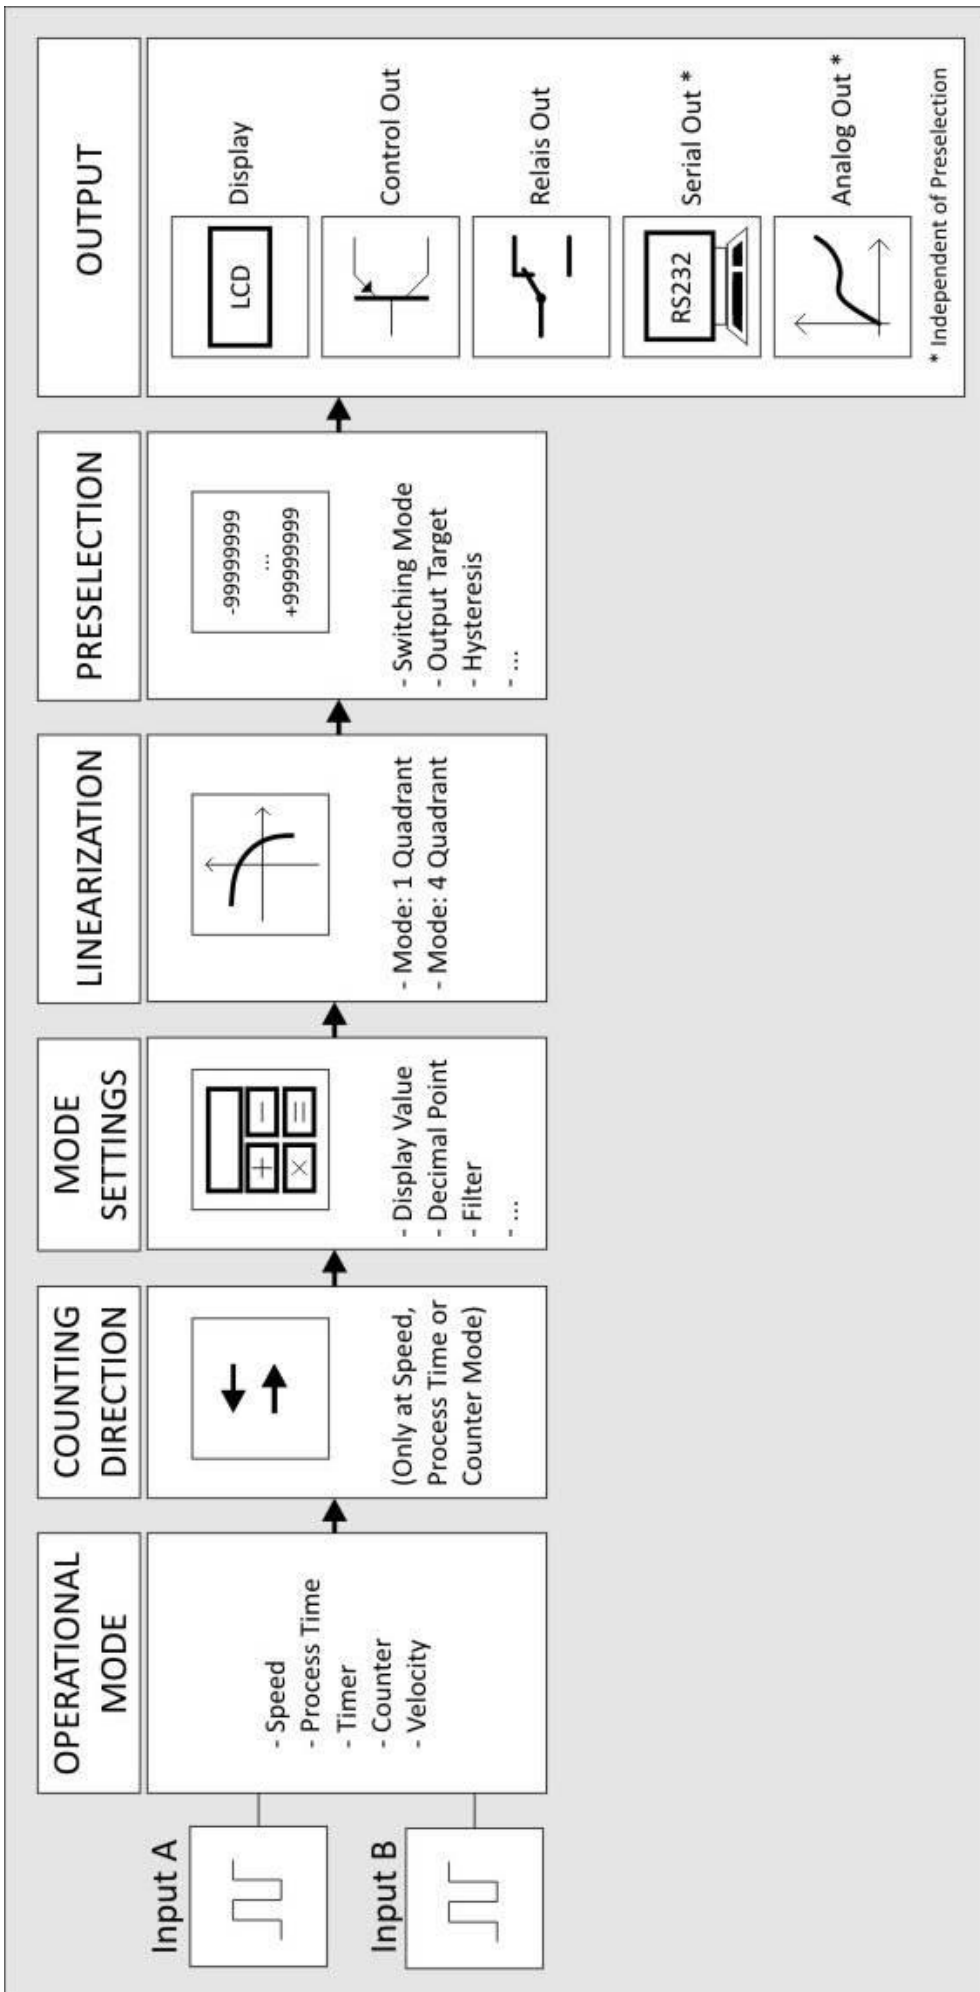 Input A
Input B
OPERATIONAL
MODE
- Speed
- Process Time
- Timer
- Counter
- Velocity
COUNTING
DIRECTION
(Only at Speed,
Process Time or
Counter Mode)
MODE
SETTINGS
+ −
× =
- Display Value
- Decimal Point
- Filter
- ...
LINEARIZATION
- Mode: 1 Quadrant
- Mode: 4 Quadrant
PRESELECTION
-99999999
...
+99999999
- Switching Mode
- Output Target
- Hysteresis
- ...
OUTPUT
LCD
Display
Control Out
Relais Out
RS232
Serial Out *
Analog Out *
* Independent of Preselection